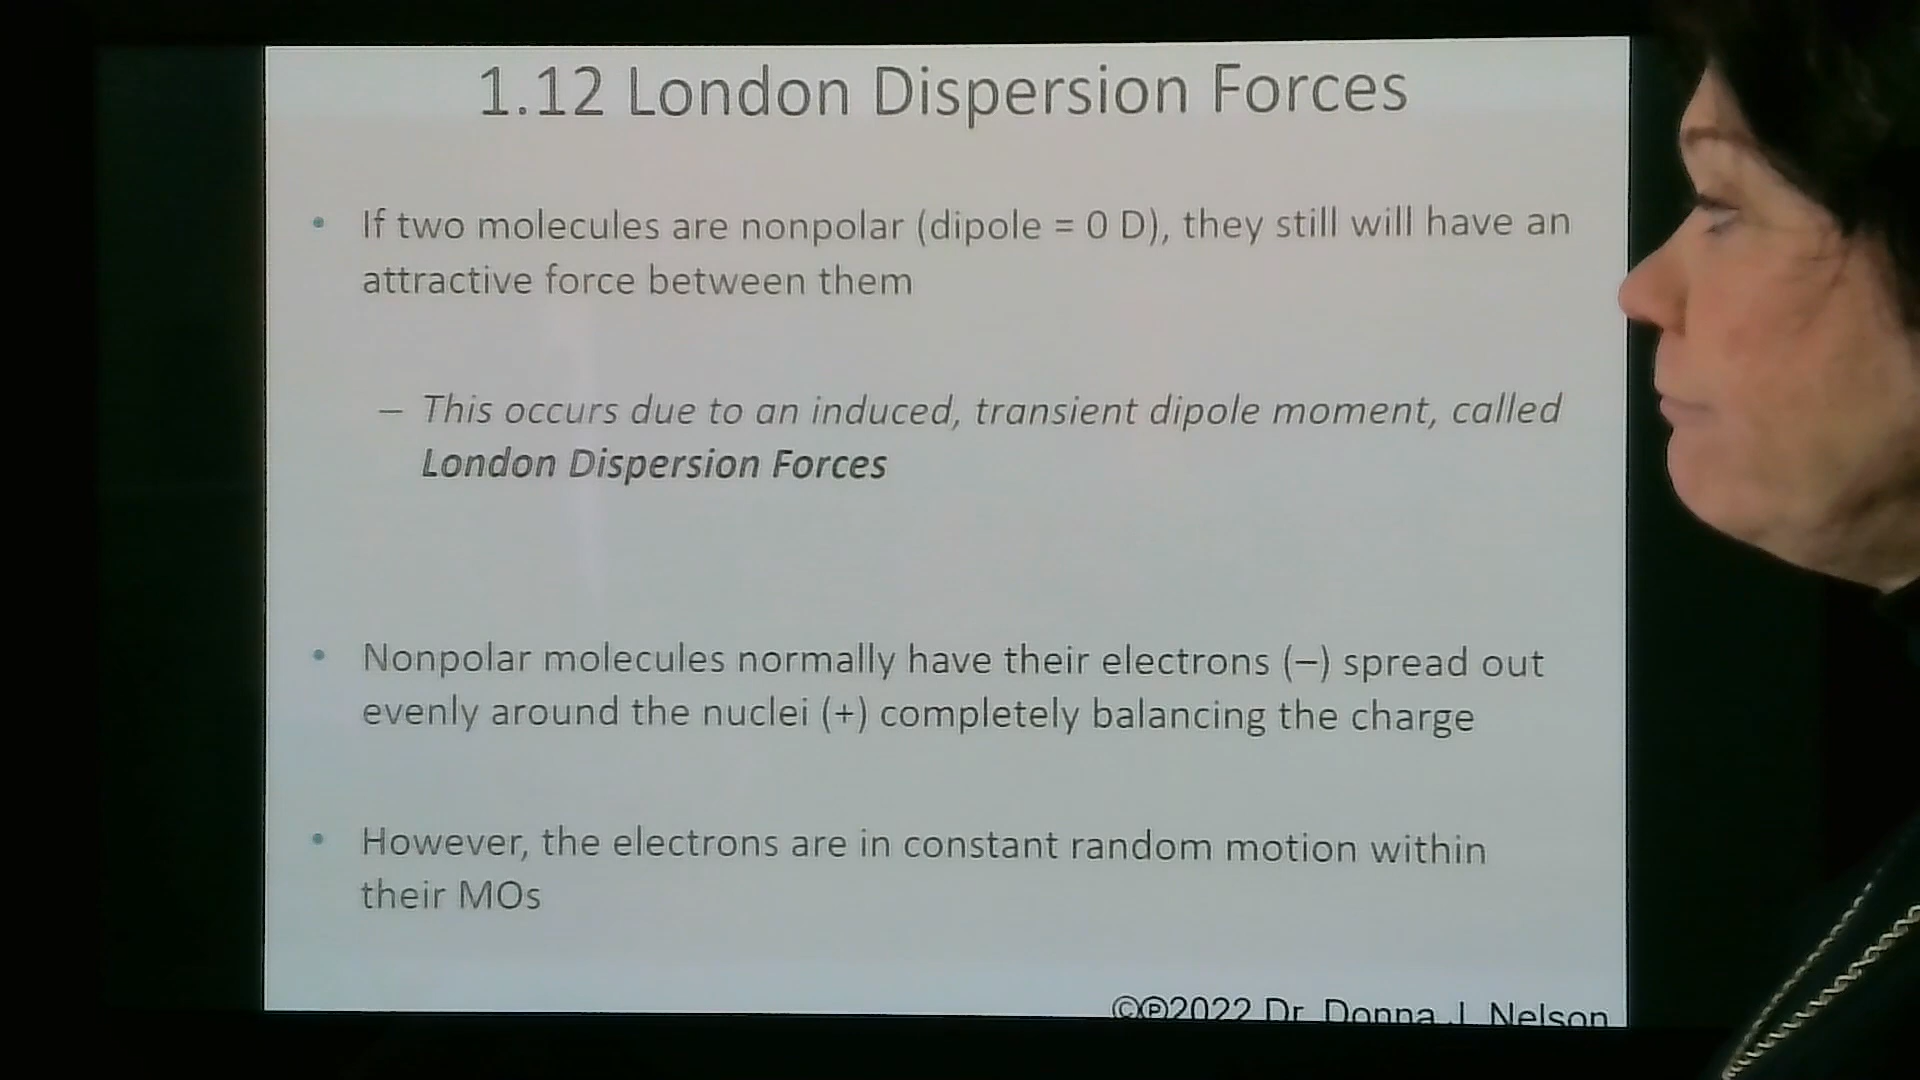 1.12 London Dispersion Forces
• If two molecules are nonpolar (dipole = 0 D), they still will have an
attractive force between them
– This occurs due to an induced, transient dipole moment, called
London Dispersion Forces
• Nonpolar molecules normally have their electrons (–) spread out
evenly around the nuclei (+) completely balancing the charge
• However, the electrons are in constant random motion within
their MOs
©℗2022 Dr. Donna J. Nelson